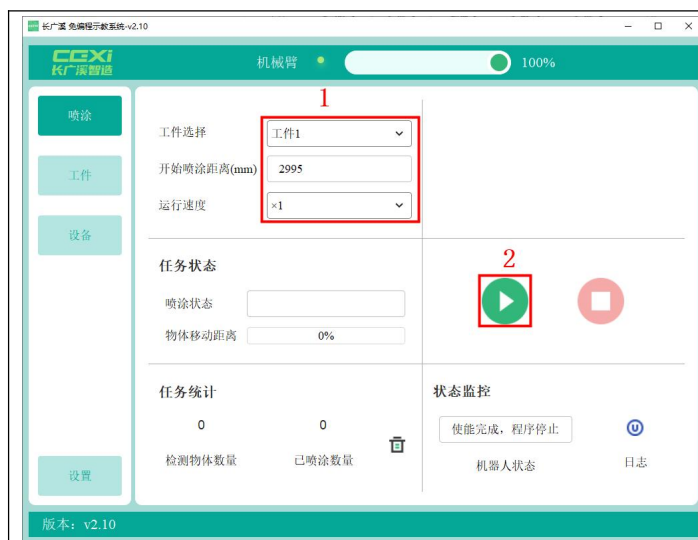 长广溪 免编程示教系统-v2.10
CGXi
长广溪智造
机械臂
100%
喷涂
工件
设备
设置
1
工件选择
工件1
开始喷涂距离(mm)
2995
运行速度
×1
任务状态
喷涂状态
物体移动距离
0%
2
任务统计
0
0
检测物体数量
已喷涂数量
状态监控
使能完成，程序停止
机器人状态
日志
版本：v2.10